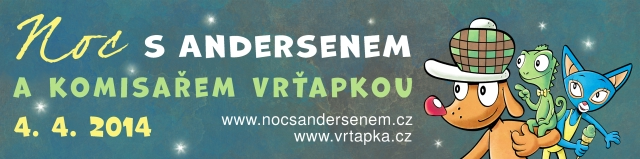 Noc S ANDERSENEM
A KOMISAŘEM VRŤAPKOU
4. 4. 2014
www.nocsandersenem.cz
www.vrtapka.cz